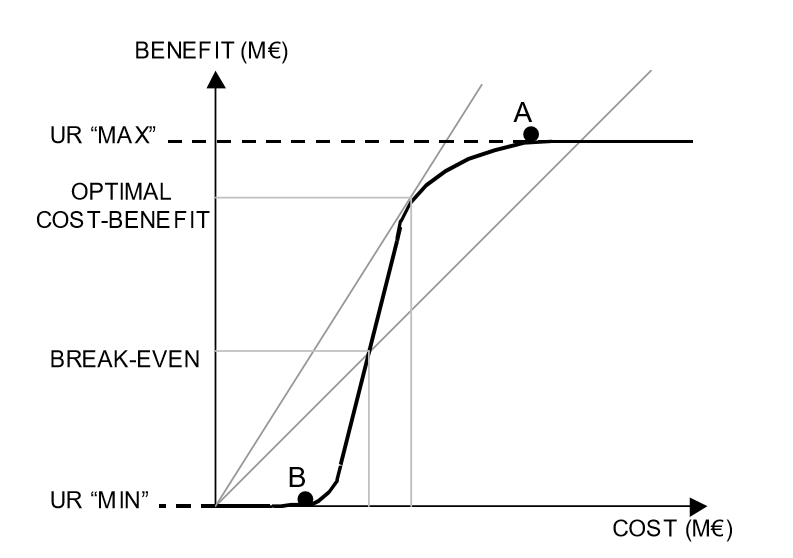 BENEFIT (M€)
A
UR “MAX”
OPTIMAL
COST-BENEFIT
BREAK-EVEN
B
UR “MIN”
COST (M€)